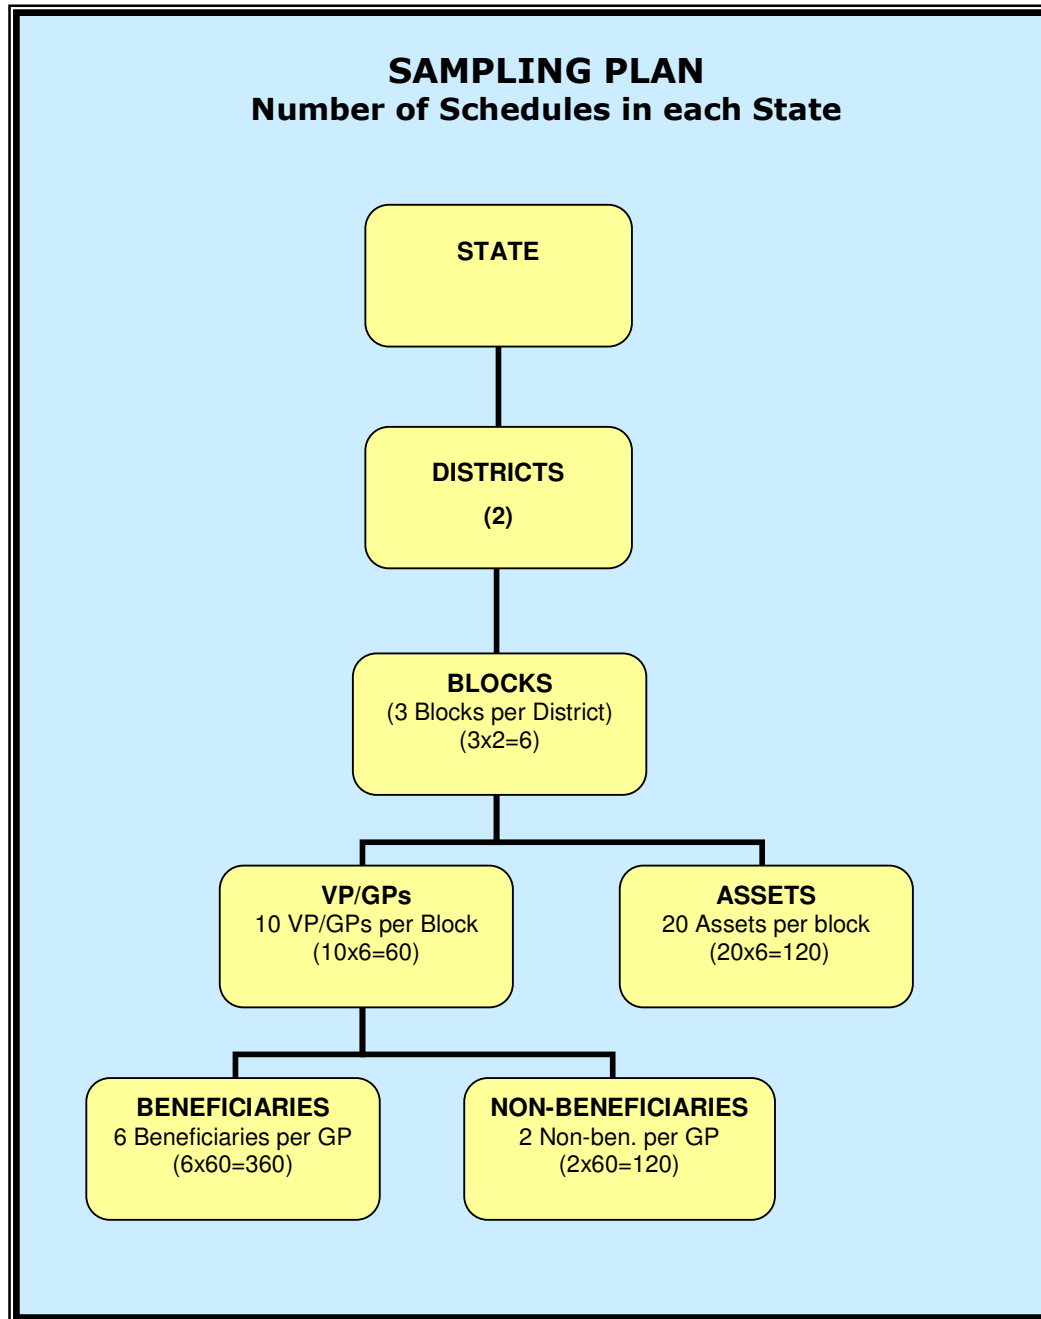 SAMPLING PLAN
Number of Schedules in each State
STATE
DISTRICTS
(2)
BLOCKS
(3 Blocks per District)
(3x2=6)
VP/GPs
10 VP/GPs per Block
(10x6=60)
ASSETS
20 Assets per block
(20x6=120)
BENEFICIARIES
6 Beneficiaries per GP
(6x60=360)
NON-BENEFICIARIES
2 Non-ben. per GP
(2x60=120)